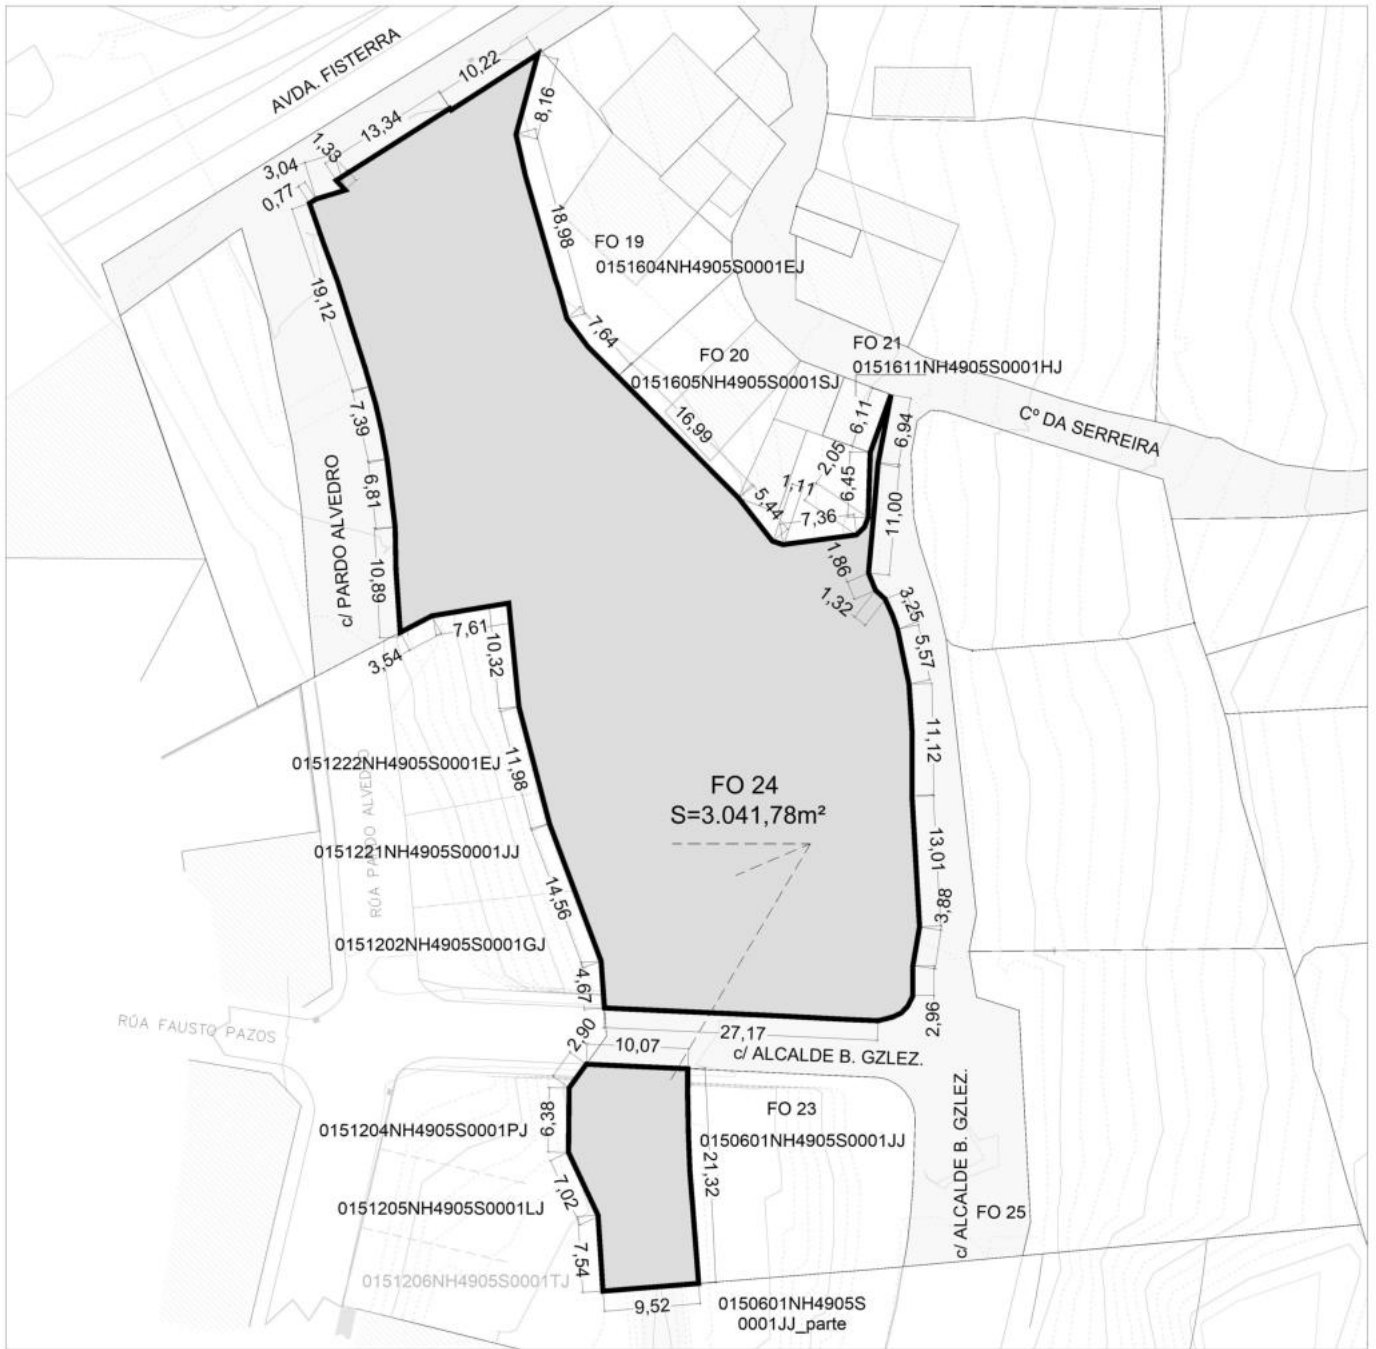 AVDA. FISTERRA
10,22
8,16
13,34
1,33
3,04
0,77
18,98
FO 19
0151604NH4905S0001EJ
19,12
7,64
FO 20
0151605NH4905S0001SJ
FO 21
0151611NH4905S0001HJ
Cº DA SERREIRA
6,11
6,94
7,39
16,99
2,05
6,45
1,11
5,44
7,36
11,00
6,81
c/ PARDO ALVEDRO
10,89
1,86
1,32
3,25
5,57
7,61
3,54
10,32
11,12
0151222NH4905S0001EJ
11,98
RÚA PARDO ALVEDRO
FO 24
S=3.041,78m²
0151221NH4905S0001JJ
13,01
14,56
3,88
0151202NH4905S0001GJ
4,67
2,96
RÚA FAUSTO PAZOS
2,90
10,07
27,17
c/ ALCALDE B. GZLEZ.
c/ ALCALDE B. GZLEZ.
6,38
0151204NH4905S0001PJ
FO 23
0150601NH4905S0001JJ
21,32
7,02
0151205NH4905S0001LJ
FO 25
7,54
0151206NH4905S0001TJ
9,52
0150601NH4905S
0001JJ_parte